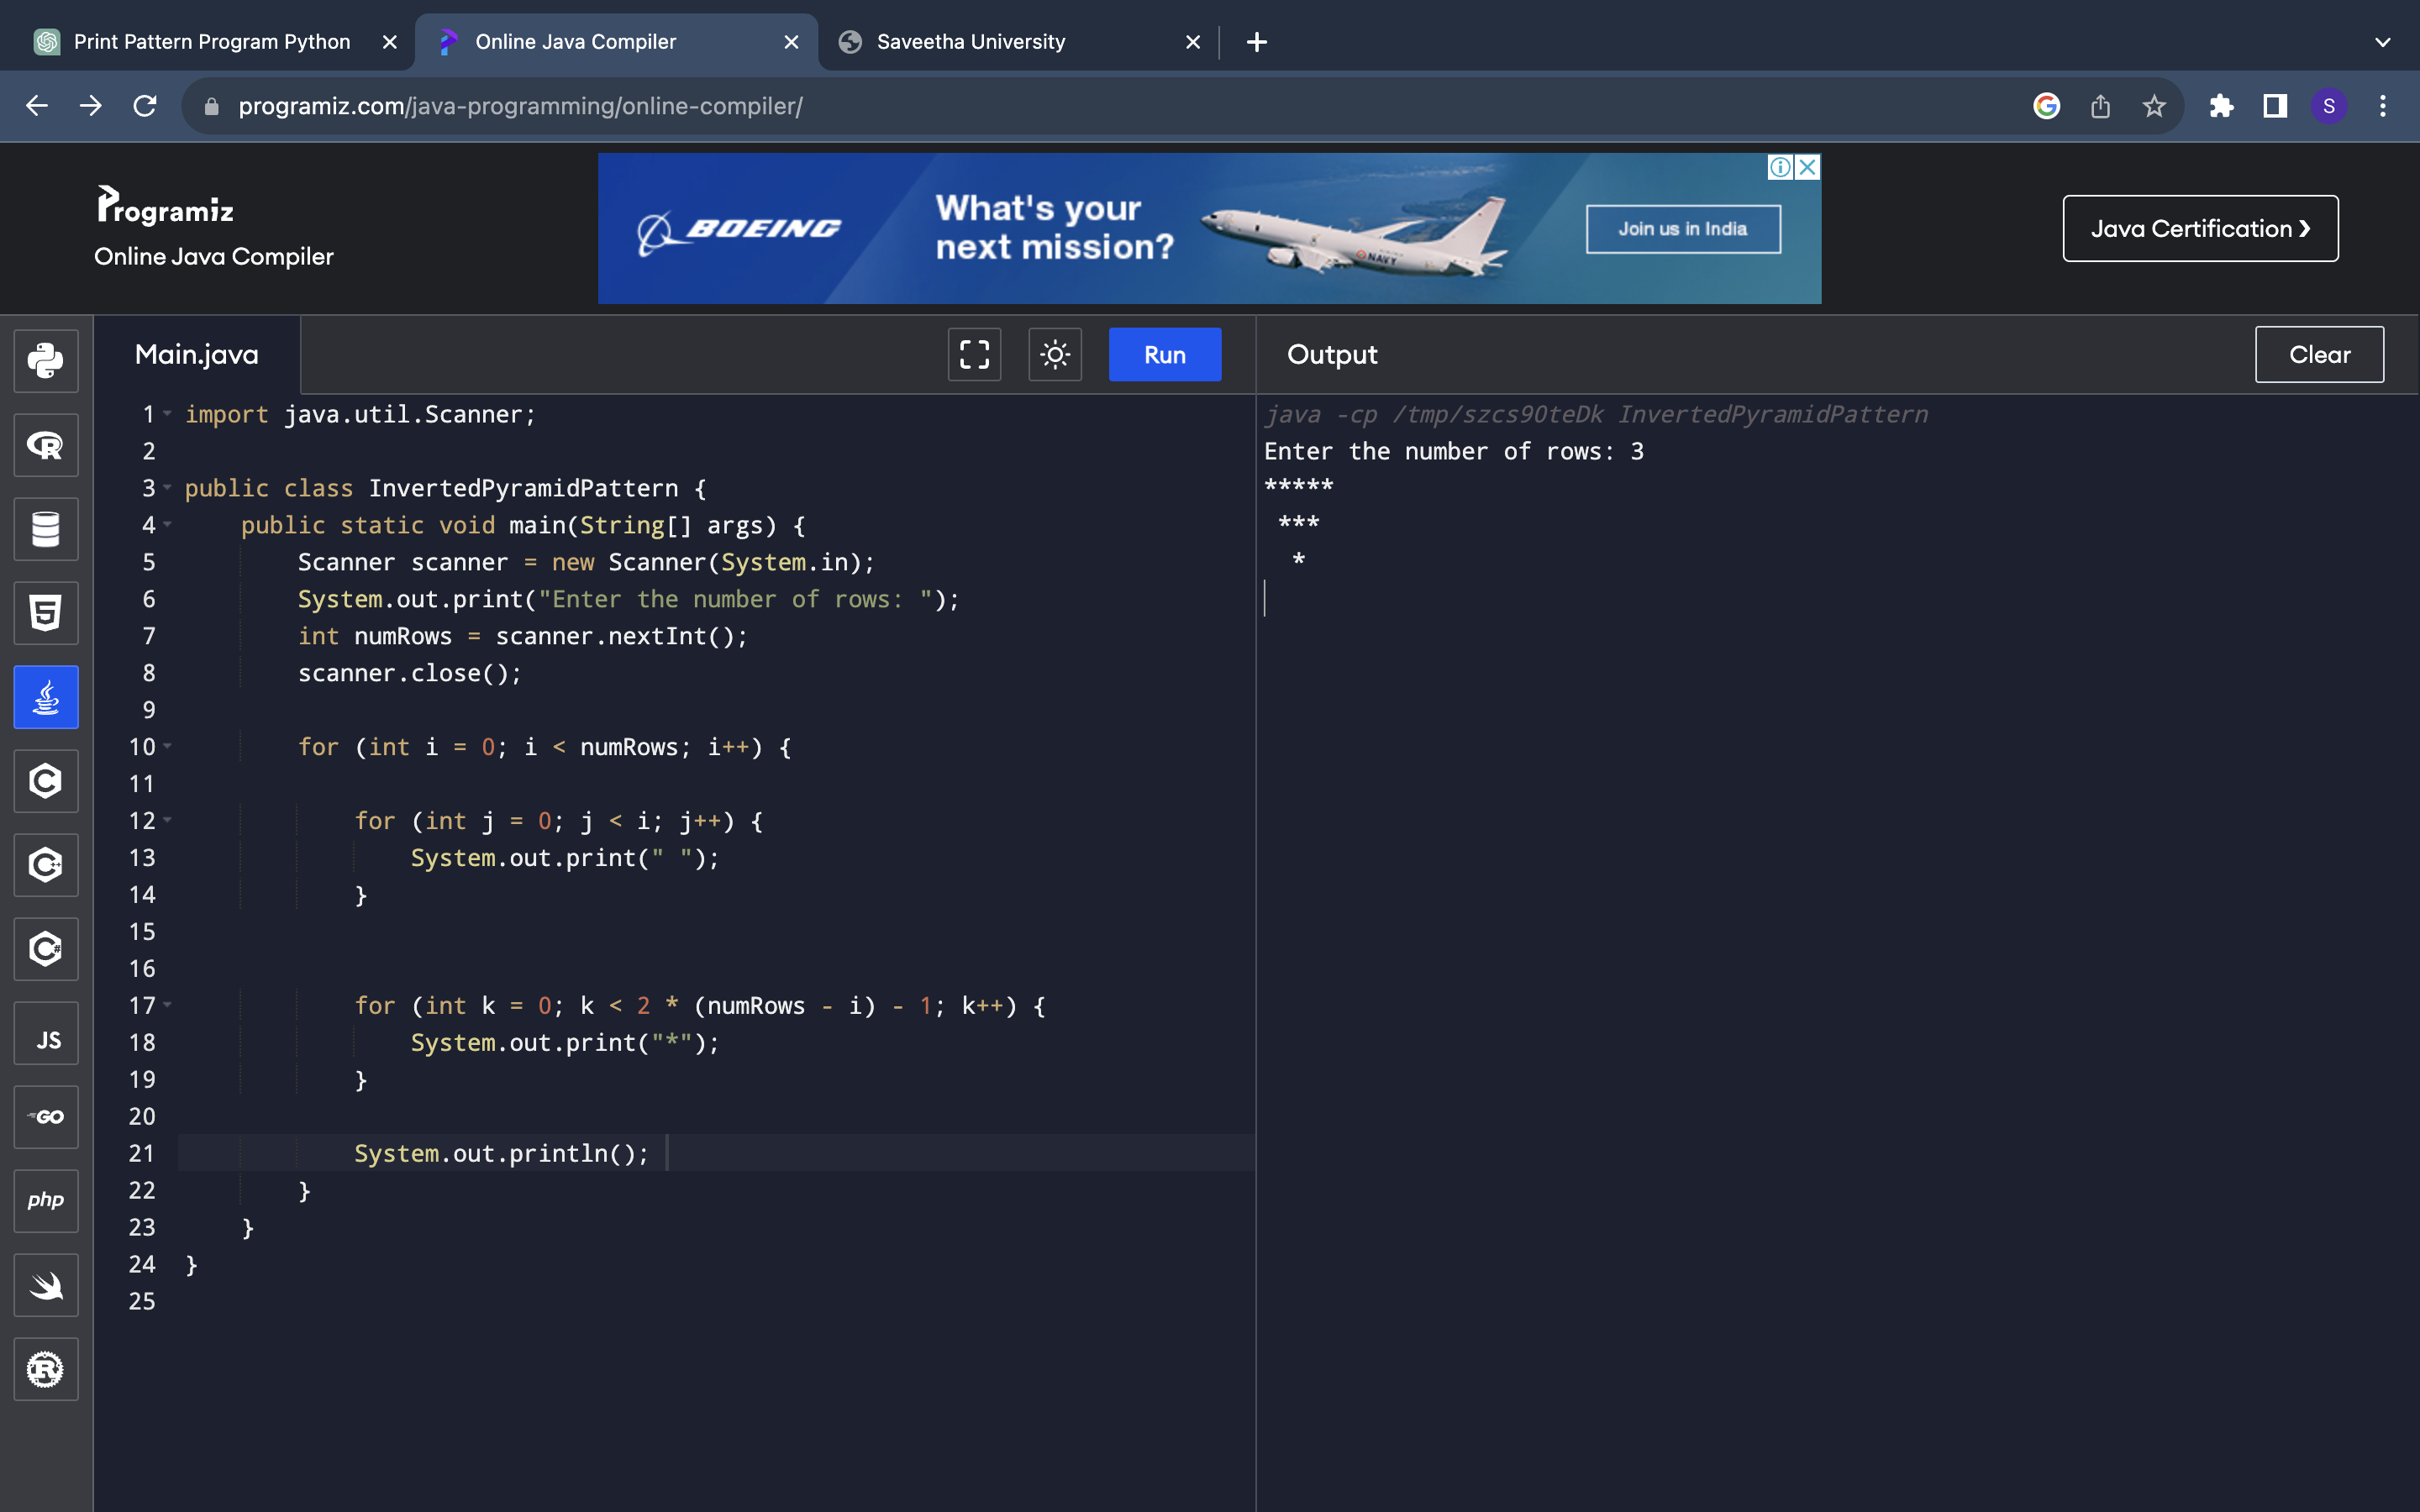 Print Pattern Program Python
Online Java Compiler
Saveetha University
programiz.com/java-programming/online-compiler/
S
Programiz
Online Java Compiler
BOEING
What's your
next mission?
NAVY
Join us in India
Java Certification ❯
Main.java
Run
Output
Clear
1 import java.util.Scanner;
2
3 public class InvertedPyramidPattern {
4     public static void main(String[] args) {
5         Scanner scanner = new Scanner(System.in);
6         System.out.print("Enter the number of rows: ");
7         int numRows = scanner.nextInt();
8         scanner.close();
9
10         for (int i = 0; i < numRows; i++) {
11
12             for (int j = 0; j < i; j++) {
13                 System.out.print(" ");
14             }
15
16
17             for (int k = 0; k < 2 * (numRows - i) - 1; k++) {
18                 System.out.print("*");
19             }
20
21             System.out.println();
22         }
23     }
24 }
25
java -cp /tmp/szcs9OteDk InvertedPyramidPattern
Enter the number of rows: 3
*****
 ***
  *
R
5
C
C++
C#
JS
GO
php
R